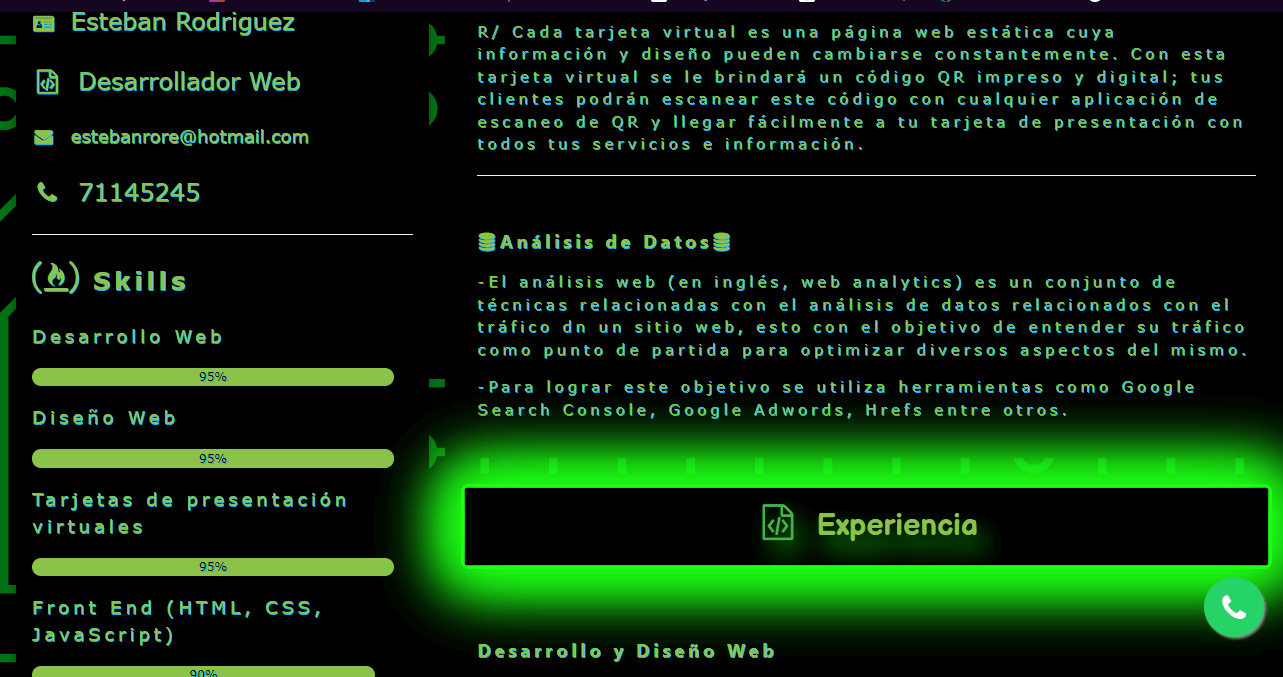 Esteban Rodriguez
Desarrollador Web
estebanrore@hotmail.com
71145245
Skills
Desarrollo Web
95%
Diseño Web
95%
Tarjetas de presentación
virtuales
95%
Front End (HTML, CSS,
JavaScript)
90%
R/ Cada tarjeta virtual es una página web estática cuya
información y diseño pueden cambiarse constantemente. Con esta
tarjeta virtual se le brindará un código QR impreso y digital; tus
clientes podrán escanear este código con cualquier aplicación de
escaneo de QR y llegar fácilmente a tu tarjeta de presentación con
todos tus servicios e información.
Análisis de Datos
-El análisis web (en inglés, web analytics) es un conjunto de
técnicas relacionadas con el análisis de datos relacionados con el
tráfico dn un sitio web, esto con el objetivo de entender su tráfico
como punto de partida para optimizar diversos aspectos del mismo.
-Para lograr este objetivo se utiliza herramientas como Google
Search Console, Google Adwords, Hrefs entre otros.
Experiencia
Desarrollo y Diseño Web